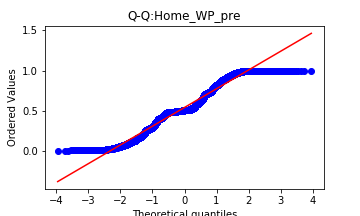 Q-Q:Home_WP_pre
1.5
1.0
0.5
0.0
Ordered Values
−4 −3 −2 −1 0 1 2 3 4
Theoretical quantiles